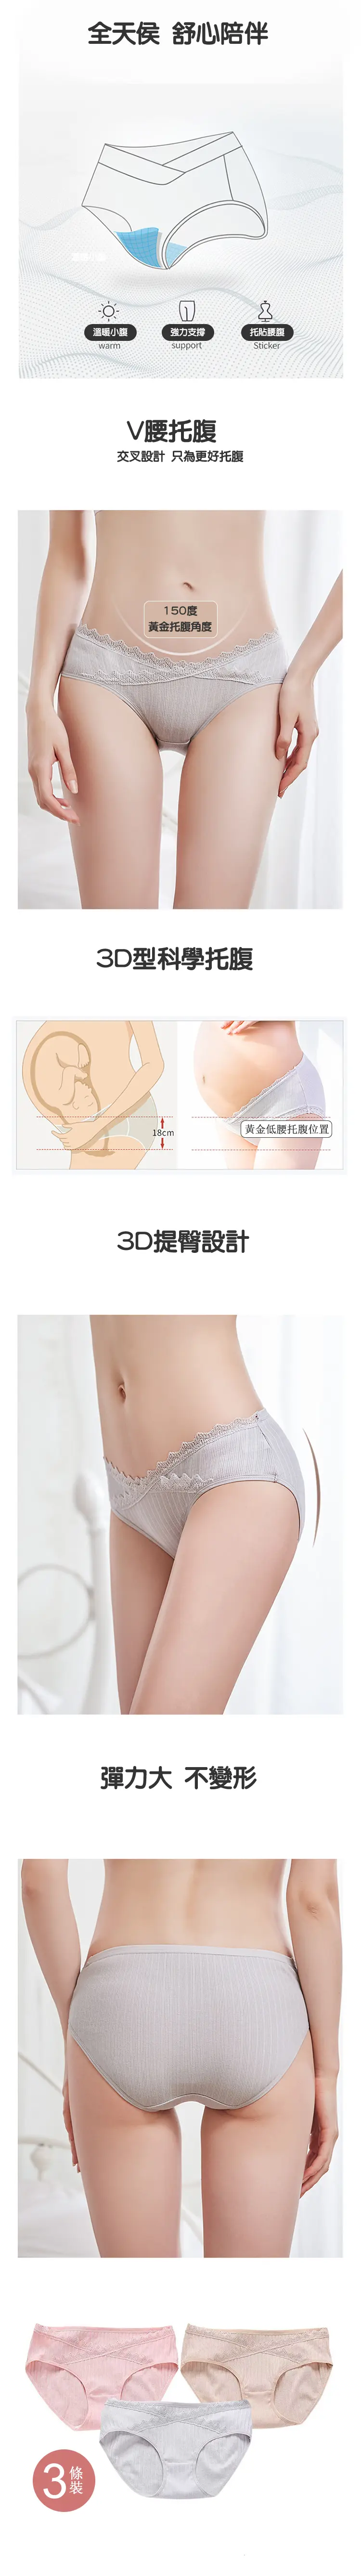 全天侯 舒心陪伴
溫暖小腹 強力支撐 托貼腰腹
warm support Sticker
V腰托腹
交叉設計 只為更好托腹
150度
黃金托腹角度
3D型科學托腹
18cm
黃金低腰托腹位置
3D提臀設計
彈力大 不變形
3條裝